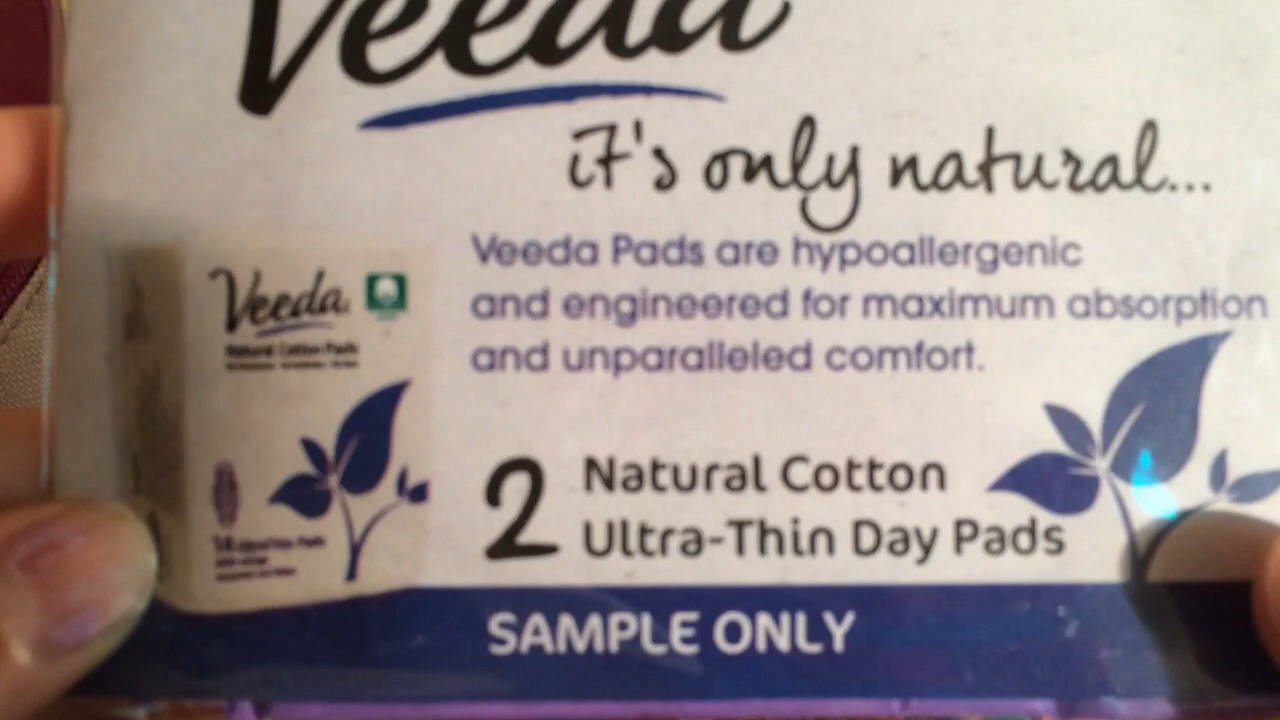 Veeda
it's only natural...
Veeda Pads are hypoallergenic
and engineered for maximum absorption
and unparalleled comfort.
Veeda
Natural Cotton Pads
14
2 Natural Cotton
Ultra-Thin Day Pads
SAMPLE ONLY